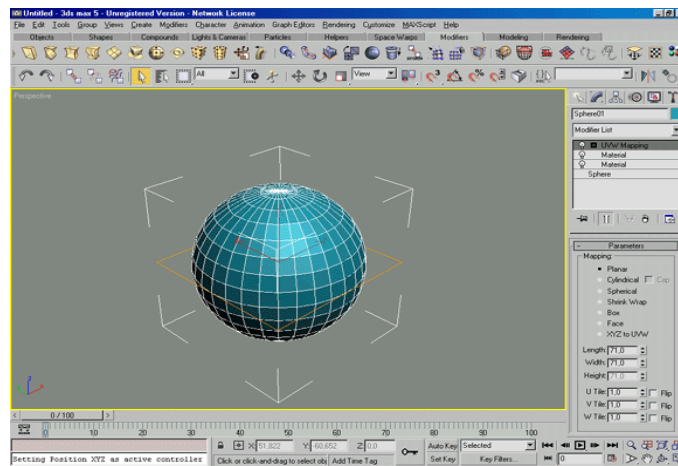 Untitled - 3ds max 5 - Unregistered Version - Network License
File Edit Tools Group Views Create Modifiers Character Animation Graph Editors Rendering Customize MAXScript Help
Objects Shapes Compounds Lights & Cameras Particles Helpers Space Warps Modifiers Modeling Rendering
All View
Perspective
Sphere01
Modifier List
UVW Mapping
Material
Material
Sphere
- Parameters
Mapping:
Planar
Cylindrical Cap
Spherical
Shrink Wrap
Box
Face
XYZ to UVW
Length: 71,0
Width: 71,0
Height: 71,0
U Tile: 1,0 Flip
V Tile: 1,0 Flip
W Tile: 1,0 Flip
z
< 0 / 100 >
0 10 20 30 40 50 60 70 80 90 100
X: 51,822 Y: -60,652 Z: 0,0 Auto Key Selected
Setting Position XYZ as active controller Click or click-and-drag to select obj Add Time Tag Set Key Key Filters... 0